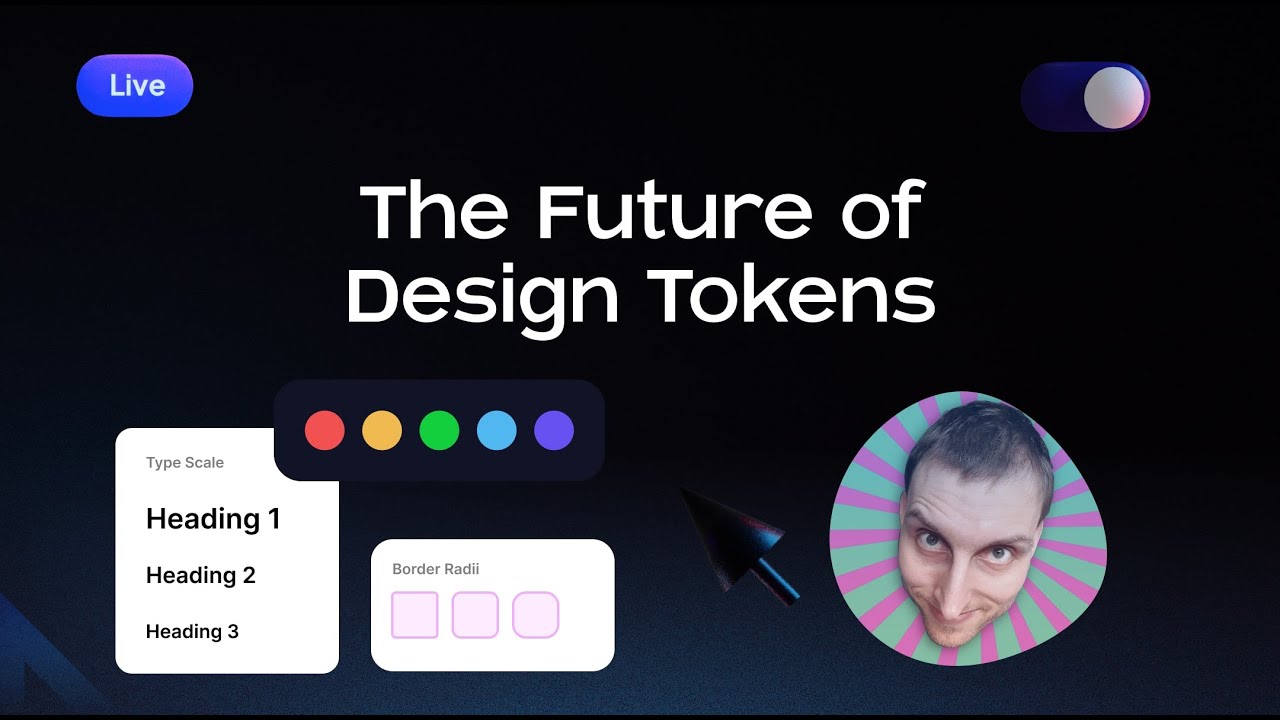 Live
The Future of
Design Tokens
Type Scale
Heading 1
Heading 2
Heading 3
Border Radii